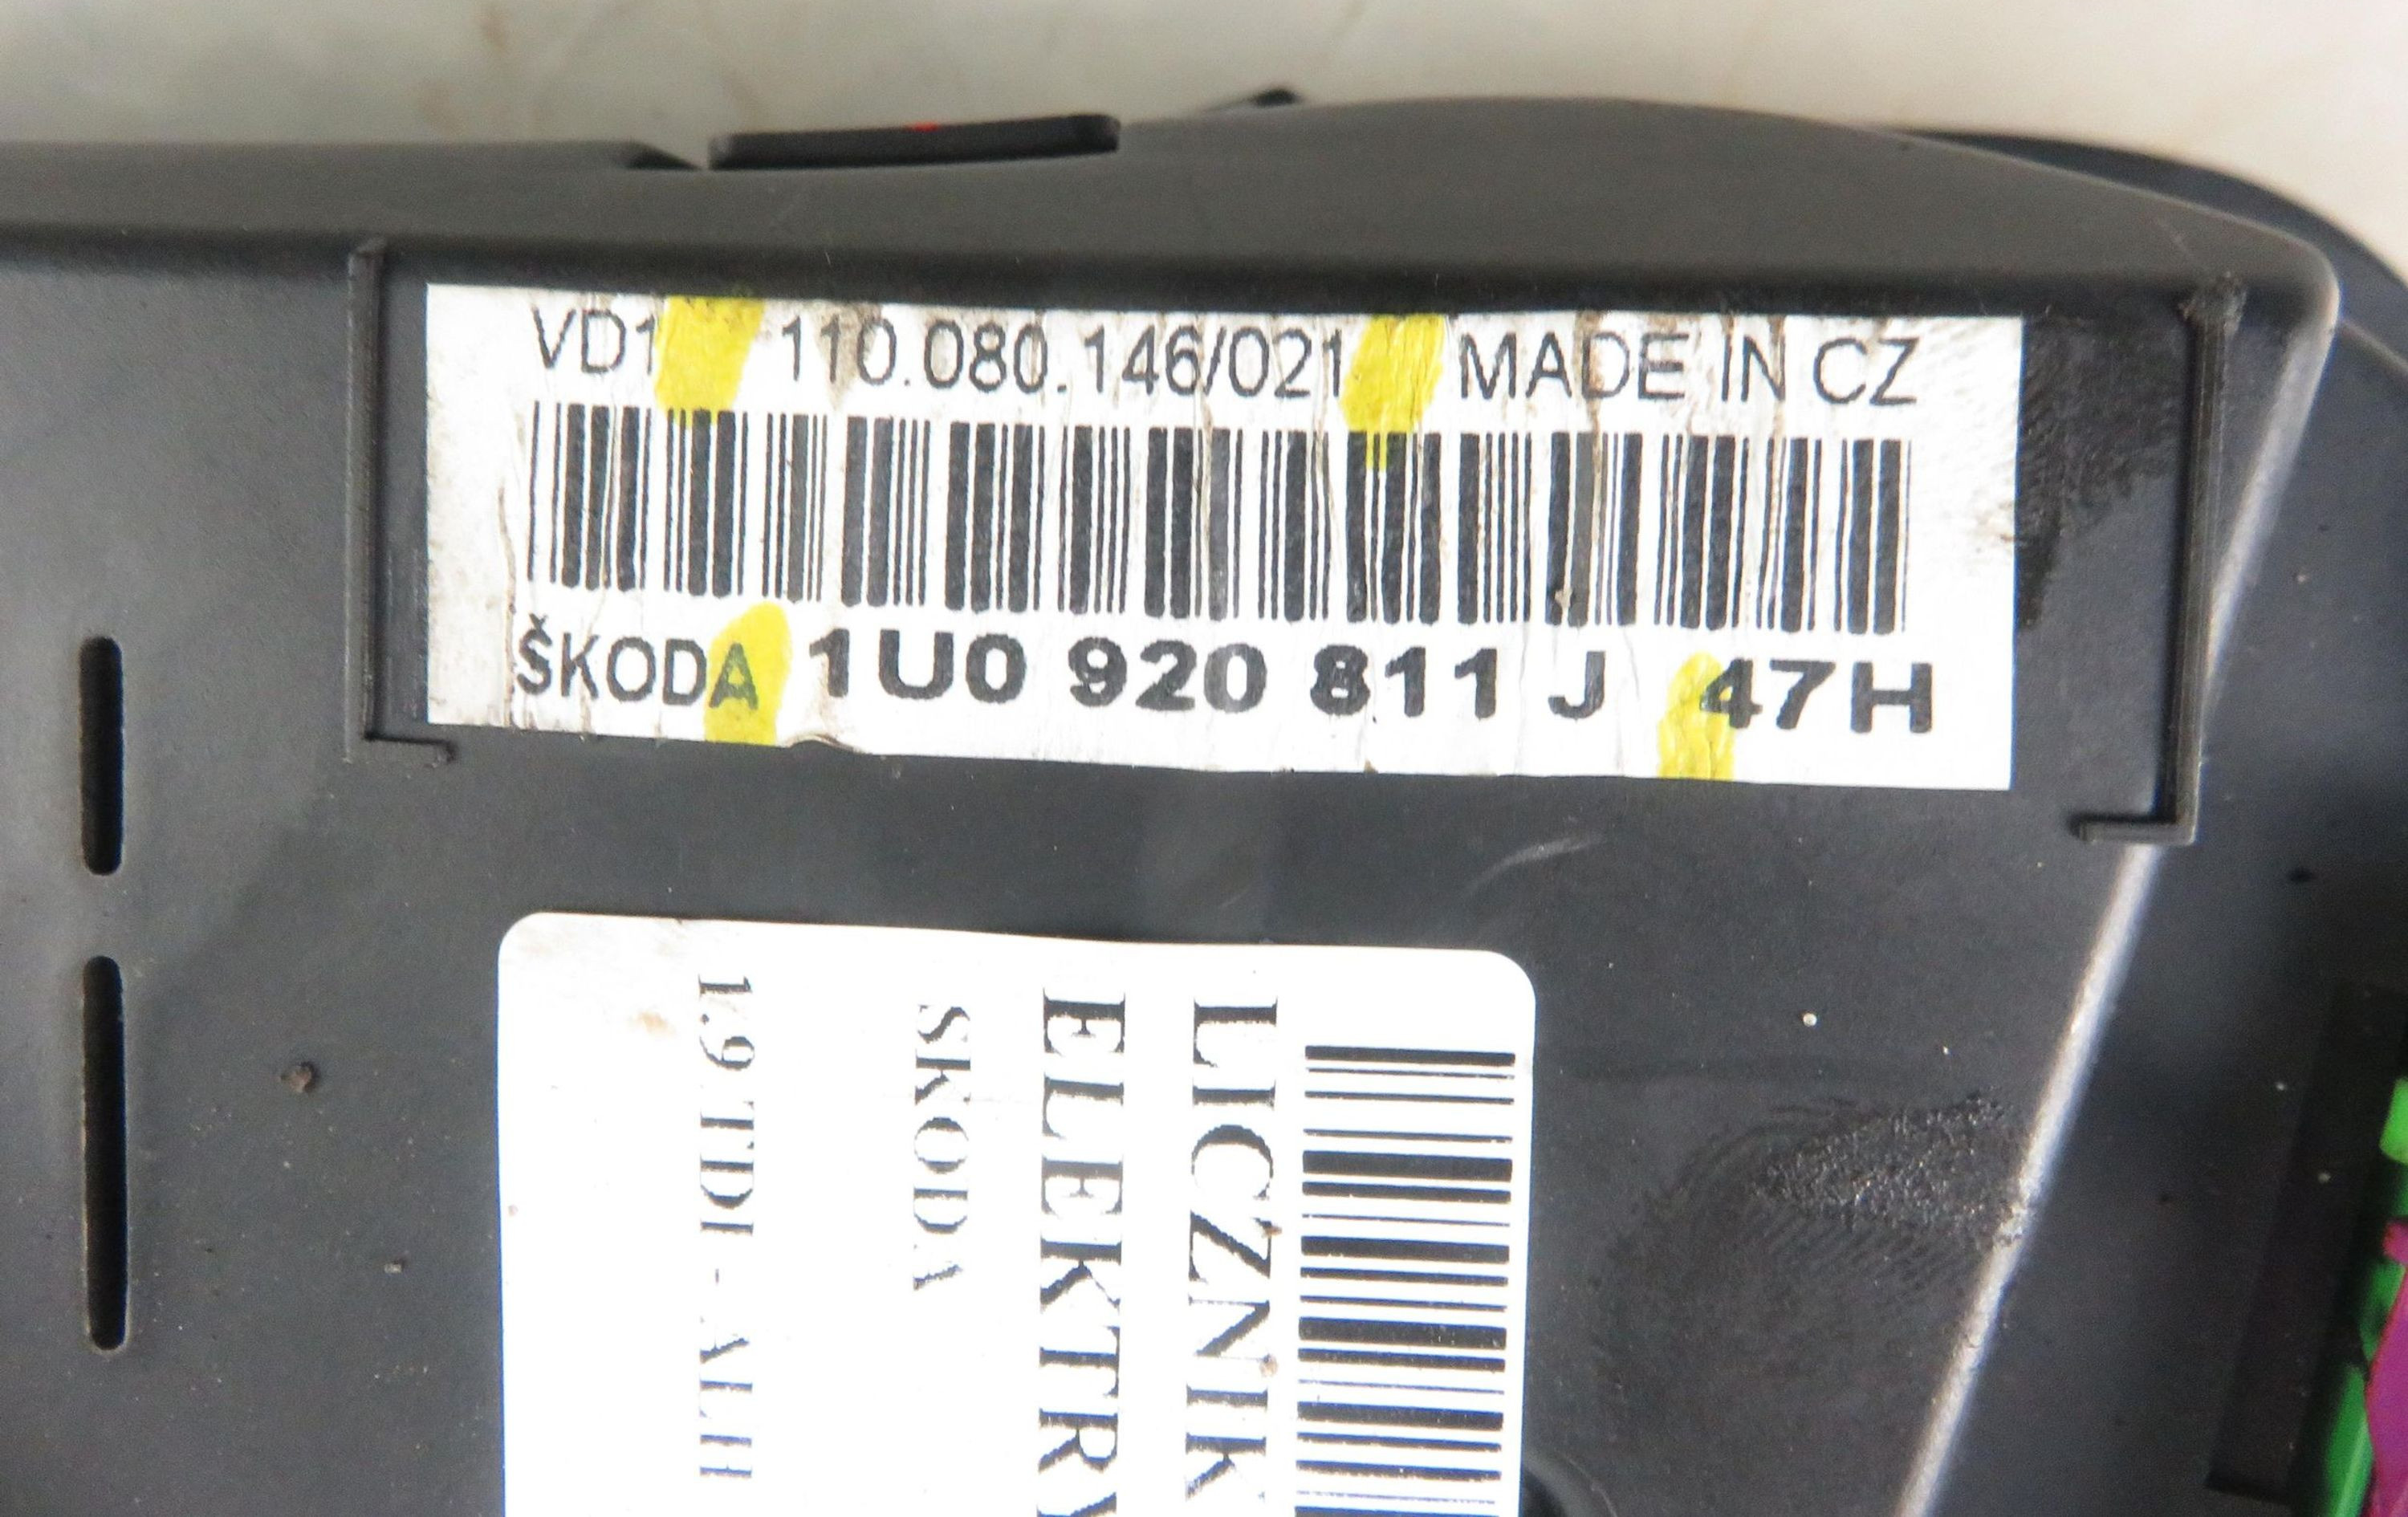 VD1 110.080.146/021 MADE IN CZ
ŠKODA 1U0 920 811 J 47H
LICZNIK
ELEKTRY
SKODA
1.9 TDI - ALH